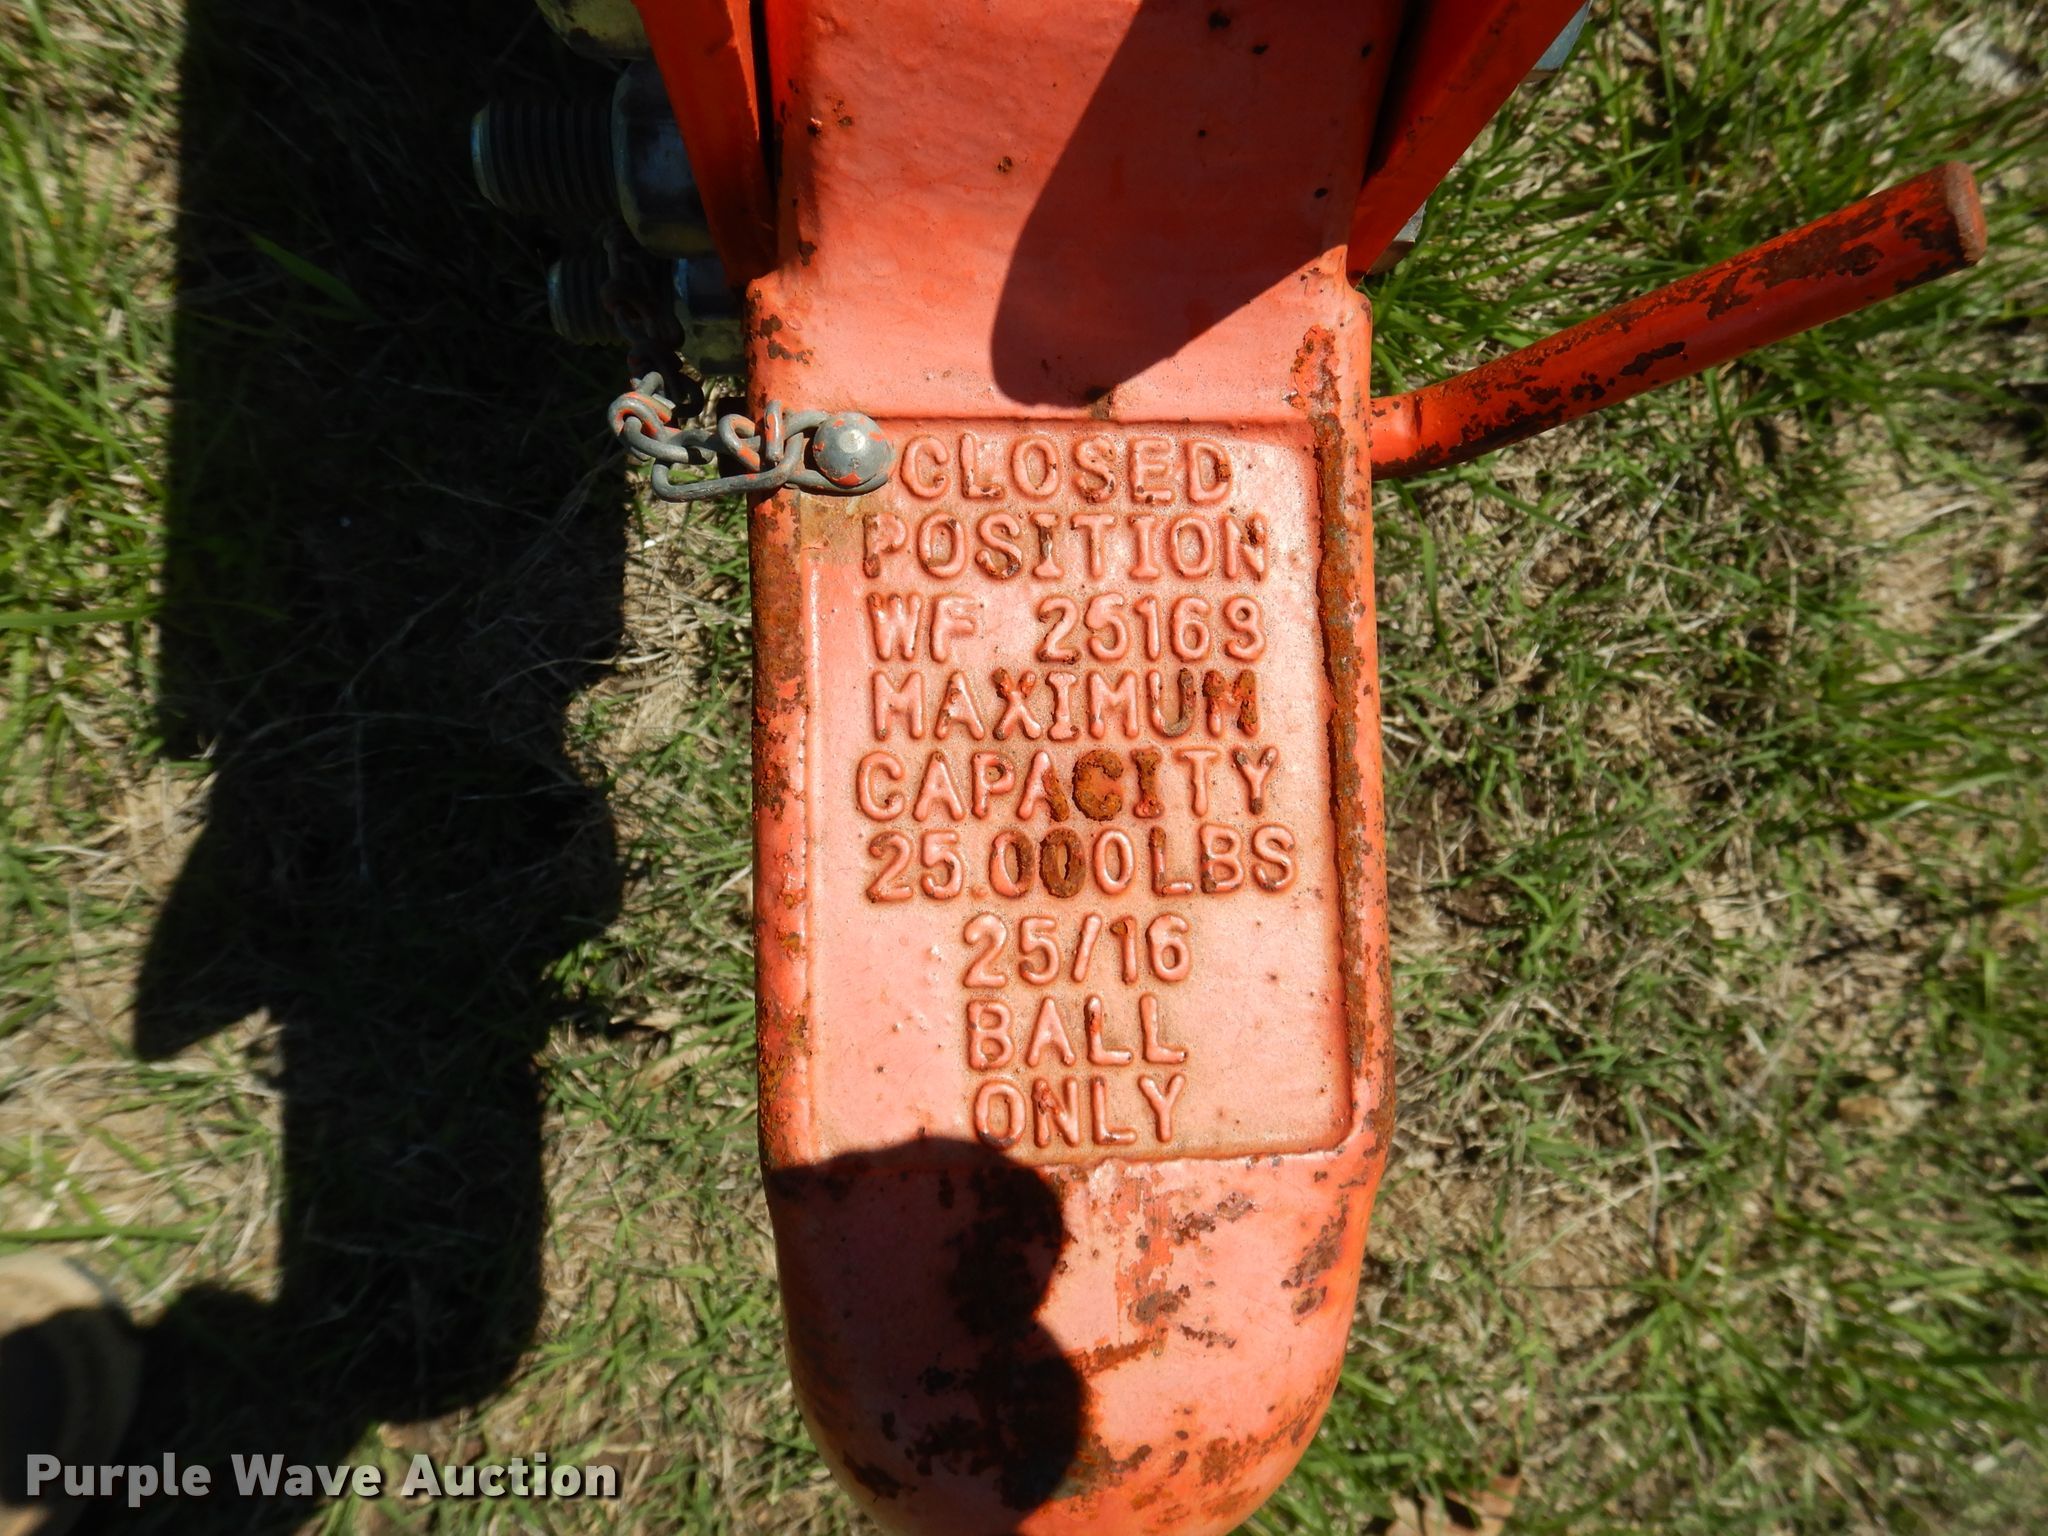 CLOSED
POSITION
WF 25169
MAXIMUM
CAPACITY
25.000LBS
25/16
BALL
ONLY
Purple Wave Auction